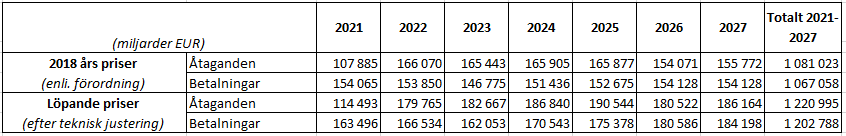 (miljarder EUR) 2021 2022 2023 2024 2025 2026 2027 Totalt 2021-2027
2018 års priser Åtaganden 107 885 166 070 165 443 165 905 165 877 154 071 155 772 1 081 023
(enli. förordning) Betalningar 154 065 153 850 146 775 151 436 152 675 154 128 154 128 1 067 058
Löpande priser Åtaganden 114 493 179 765 182 667 186 840 190 544 180 522 186 164 1 220 995
(efter teknisk justering) Betalningar 163 496 166 534 162 053 170 543 175 378 180 586 184 198 1 202 788